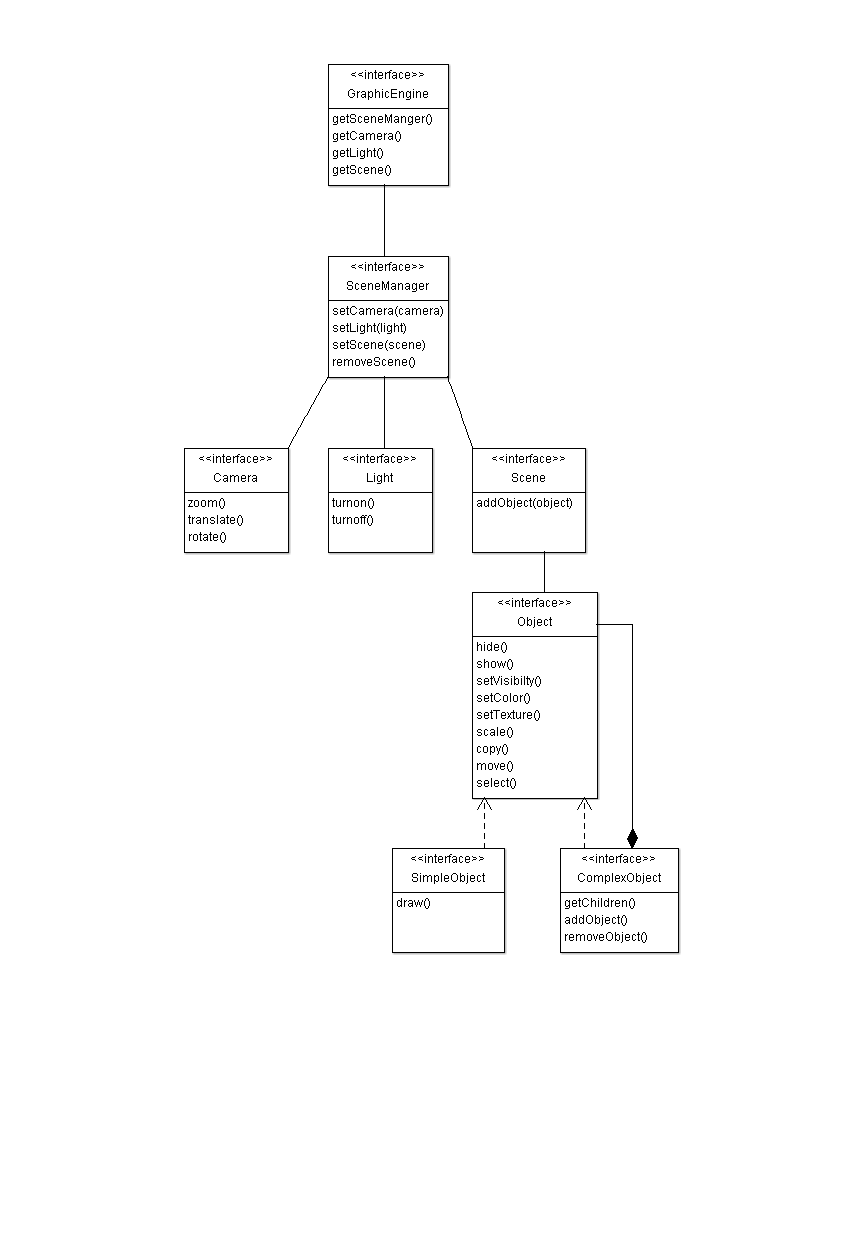 <<interface>>
GraphicEngine
getSceneManger()
getCamera()
getLight()
getScene()
<<interface>>
SceneManager
setCamera(camera)
setLight(light)
setScene(scene)
removeScene()
<<interface>>
Camera
zoom()
translate()
rotate()
<<interface>>
Light
turnon()
turnoff()
<<interface>>
Scene
addObject(object)
<<interface>>
Object
hide()
show()
setVisibilty()
setColor()
setTexture()
scale()
copy()
move()
select()
<<interface>>
SimpleObject
draw()
<<interface>>
ComplexObject
getChildren()
addObject()
removeObject()